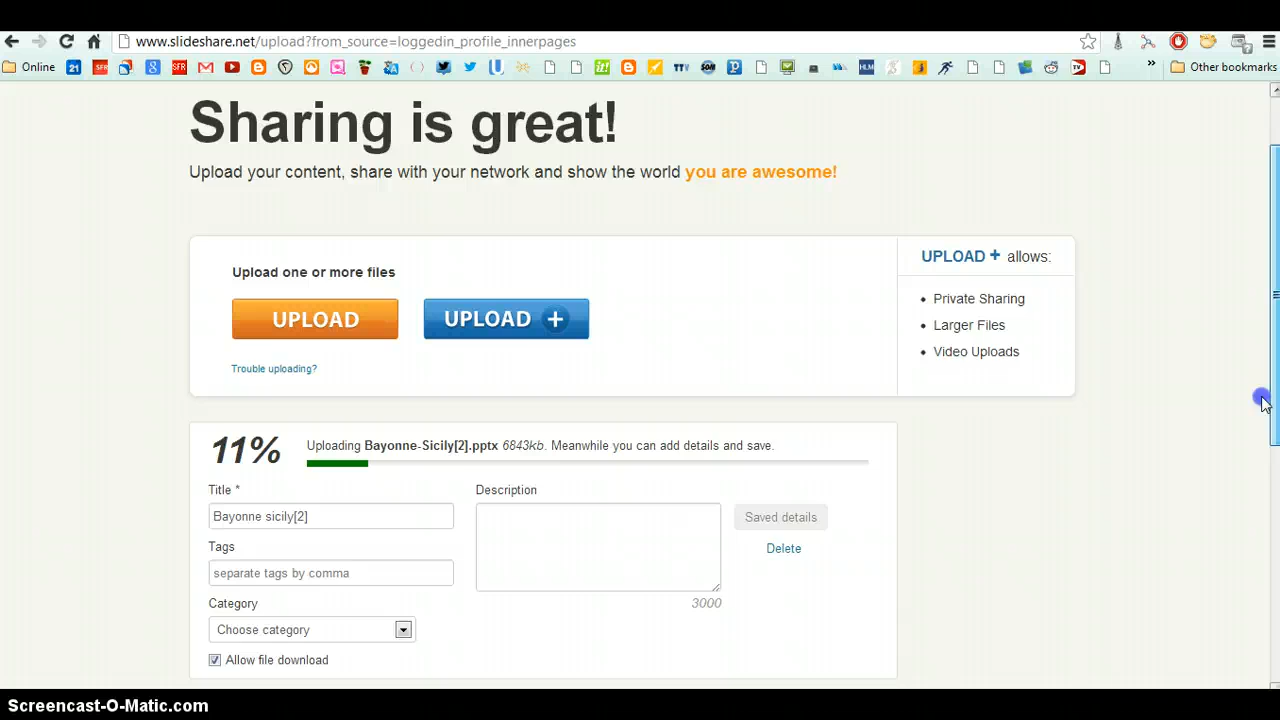 www.slideshare.net/upload?from_source=loggedin_profile_innerpages
Online
Other bookmarks
Sharing is great!
Upload your content, share with your network and show the world you are awesome!
Upload one or more files
UPLOAD
UPLOAD +
Trouble uploading?
UPLOAD + allows:
• Private Sharing
• Larger Files
• Video Uploads
11%
Uploading Bayonne-Sicily[2].pptx 6843kb. Meanwhile you can add details and save.
Title *
Bayonne sicily[2]
Tags
separate tags by comma
Category
Choose category
Allow file download
Description
3000
Saved details
Delete
Screencast-O-Matic.com